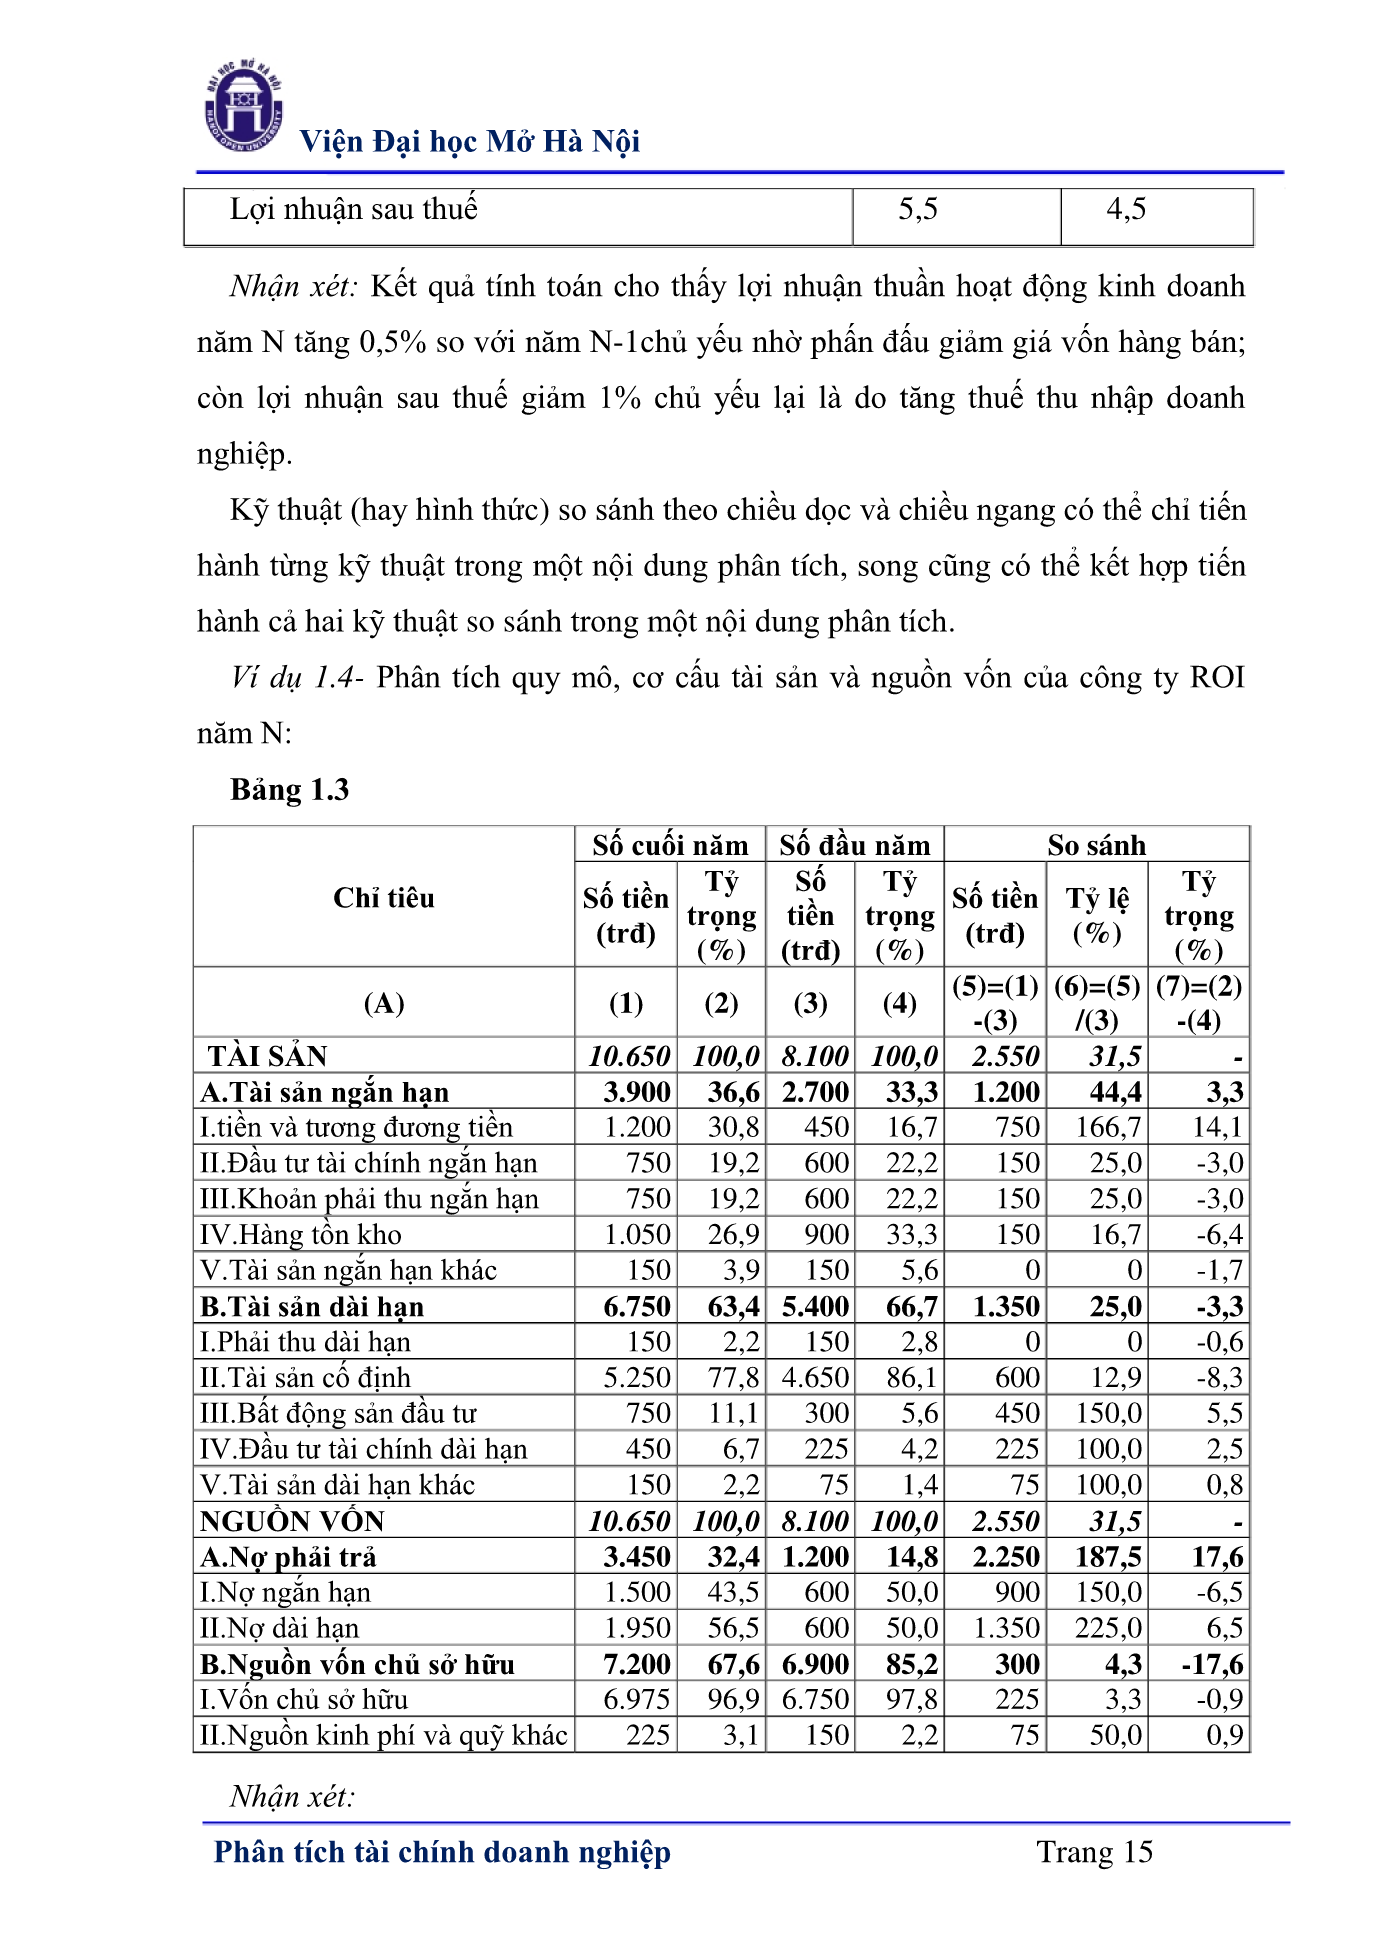 ĐẠI HỌC MỞ HÀ NỘI
HANOI OPEN UNIVERSITY
Viện Đại học Mở Hà Nội
Lợi nhuận sau thuế 5,5 4,5
Nhận xét: Kết quả tính toán cho thấy lợi nhuận thuần hoạt động kinh doanh
năm N tăng 0,5% so với năm N-1chủ yếu nhờ phấn đấu giảm giá vốn hàng bán;
còn lợi nhuận sau thuế giảm 1% chủ yếu lại là do tăng thuế thu nhập doanh
nghiệp.
Kỹ thuật (hay hình thức) so sánh theo chiều dọc và chiều ngang có thể chỉ tiến
hành từng kỹ thuật trong một nội dung phân tích, song cũng có thể kết hợp tiến
hành cả hai kỹ thuật so sánh trong một nội dung phân tích.
Ví dụ 1.4- Phân tích quy mô, cơ cấu tài sản và nguồn vốn của công ty ROI
năm N:
Bảng 1.3
Chỉ tiêu Số cuối năm Số đầu năm So sánh
Số tiền (trđ) Tỷ trọng (%) Số tiền (trđ) Tỷ trọng (%) Số tiền (trđ) Tỷ lệ (%) Tỷ trọng (%)
(A) (1) (2) (3) (4) (5)=(1) -(3) (6)=(5) /(3) (7)=(2) -(4)
TÀI SẢN 10.650 100,0 8.100 100,0 2.550 31,5 -
A.Tài sản ngắn hạn 3.900 36,6 2.700 33,3 1.200 44,4 3,3
I.tiền và tương đương tiền 1.200 30,8 450 16,7 750 166,7 14,1
II.Đầu tư tài chính ngắn hạn 750 19,2 600 22,2 150 25,0 -3,0
III.Khoản phải thu ngắn hạn 750 19,2 600 22,2 150 25,0 -3,0
IV.Hàng tồn kho 1.050 26,9 900 33,3 150 16,7 -6,4
V.Tài sản ngắn hạn khác 150 3,9 150 5,6 0 0 -1,7
B.Tài sản dài hạn 6.750 63,4 5.400 66,7 1.350 25,0 -3,3
I.Phải thu dài hạn 150 2,2 150 2,8 0 0 -0,6
II.Tài sản cố định 5.250 77,8 4.650 86,1 600 12,9 -8,3
III.Bất động sản đầu tư 750 11,1 300 5,6 450 150,0 5,5
IV.Đầu tư tài chính dài hạn 450 6,7 225 4,2 225 100,0 2,5
V.Tài sản dài hạn khác 150 2,2 75 1,4 75 100,0 0,8
NGUỒN VỐN 10.650 100,0 8.100 100,0 2.550 31,5 -
A.Nợ phải trả 3.450 32,4 1.200 14,8 2.250 187,5 17,6
I.Nợ ngắn hạn 1.500 43,5 600 50,0 900 150,0 -6,5
II.Nợ dài hạn 1.950 56,5 600 50,0 1.350 225,0 6,5
B.Nguồn vốn chủ sở hữu 7.200 67,6 6.900 85,2 300 4,3 -17,6
I.Vốn chủ sở hữu 6.975 96,9 6.750 97,8 225 3,3 -0,9
II.Nguồn kinh phí và quỹ khác 225 3,1 150 2,2 75 50,0 0,9
Nhận xét:
Phân tích tài chính doanh nghiệp Trang 15